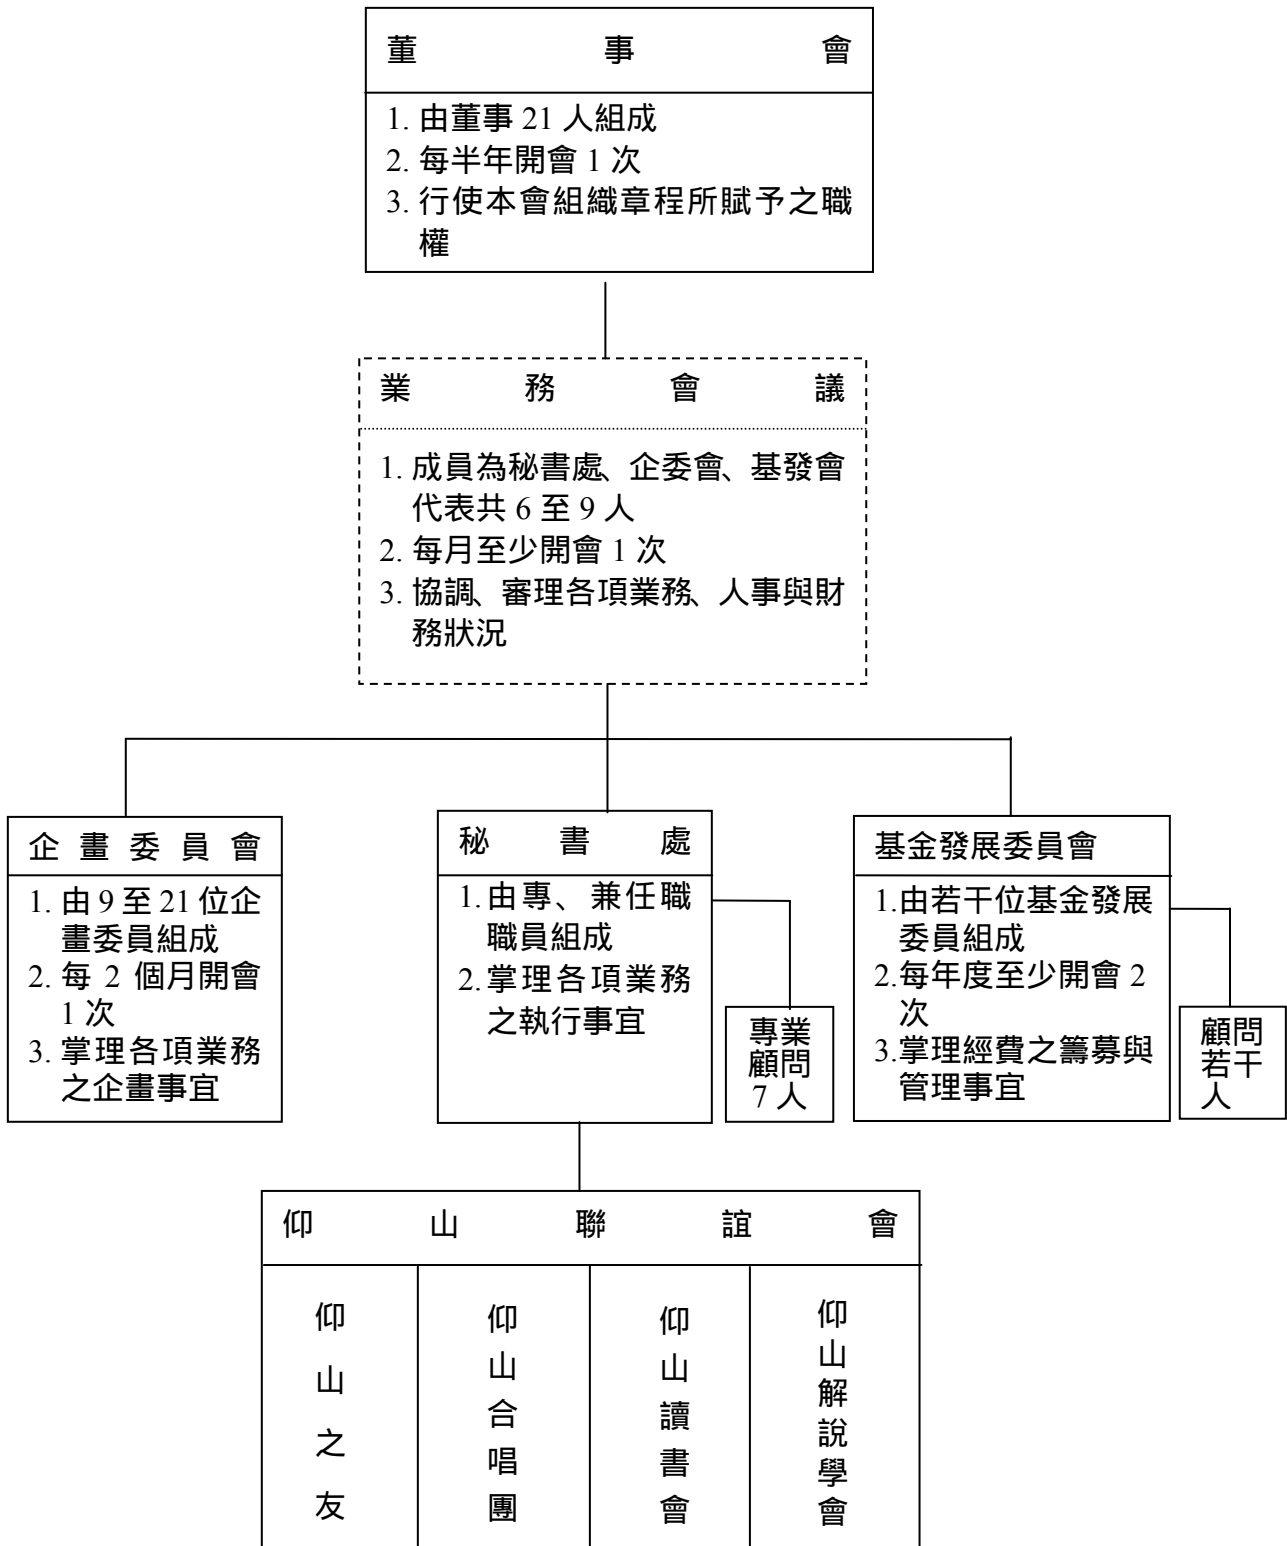 董事會
1. 由董事 21 人組成
2. 每半年開會 1 次
3. 行使本會組織章程所賦予之職
權
業務會議
1. 成員為秘書處、企委會、基發會
代表共 6 至 9 人
2. 每月至少開會 1 次
3. 協調、審理各項業務、人事與財
務狀況
企畫委員會
1. 由 9 至 21 位企
畫委員組成
2. 每 2 個月開會
1 次
3. 掌理各項業務
之企畫事宜
秘書處
1. 由專、兼任職
職員組成
2. 掌理各項業務
之執行事宜
專業
顧問
7 人
基金發展委員會
1.由若干位基金發展
委員組成
2.每年度至少開會 2
次
3.掌理經費之籌募與
管理事宜
顧問
若干
人
仰山聯誼會
仰山之友
仰山合唱團
仰山讀書會
仰山解說學會